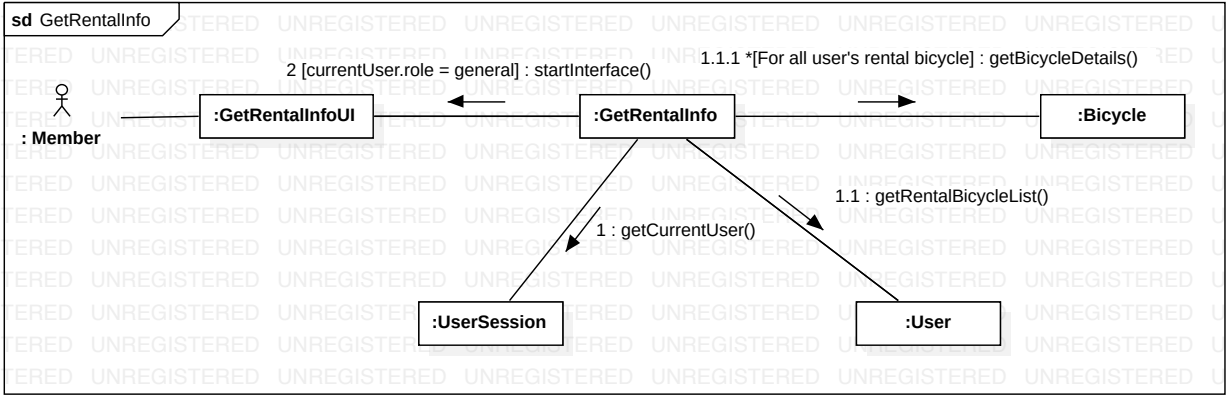 sd GetRentalInfo
2 [currentUser.role = general] : startInterface()
1.1.1 *[For all user's rental bicycle] : getBicycleDetails()
: Member
:GetRentalInfoUI
:GetRentalInfo
:Bicycle
1.1 : getRentalBicycleList()
1 : getCurrentUser()
:UserSession
:User
UNREGISTERED